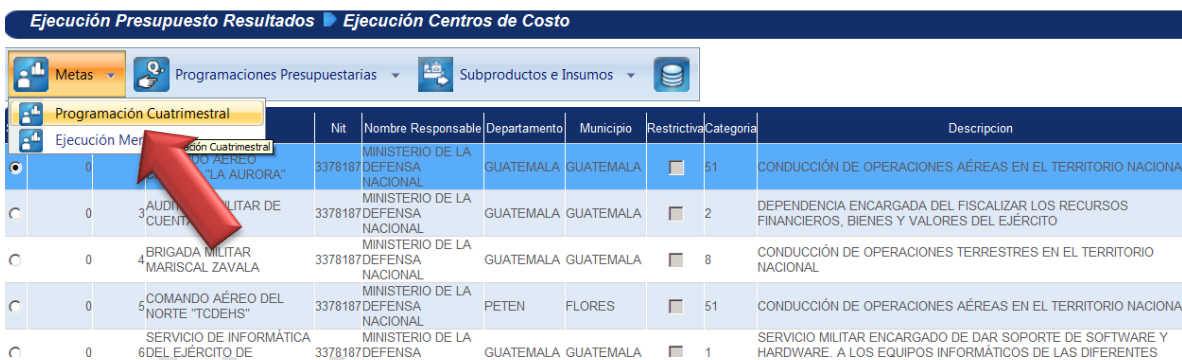 Ejecución Presupuesto Resultados Ejecución Centros de Costo
Metas Programaciones Presupuestarias Subproductos e Insumos
Programación Cuatrimestral
Ejecución
Cuatrimestral
Nit Nombre Responsable Departamento Municipio Restrictiva Categoria Descripcion
0 AÉREO "LA AURORA" 3378187 MINISTERIO DE LA DEFENSA NACIONAL GUATEMALA GUATEMALA 51 CONDUCCIÓN DE OPERACIONES AÉREAS EN EL TERRITORIO NACIONA
0 3 DE 3378187 MINISTERIO DE LA DEFENSA NACIONAL GUATEMALA GUATEMALA 2 DEPENDENCIA ENCARGADA DEL FISCALIZAR LOS RECURSOS FINANCIEROS, BIENES Y VALORES DEL EJÉRCITO
0 4 BRIGADA MILITAR MARISCAL ZAVALA 3378187 MINISTERIO DE LA DEFENSA NACIONAL GUATEMALA GUATEMALA 8 CONDUCCIÓN DE OPERACIONES TERRESTRES EN EL TERRITORIO NACIONAL
0 5 COMANDO AÉREO DEL NORTE "TCDEHS" 3378187 MINISTERIO DE LA DEFENSA NACIONAL PETEN FLORES 51 CONDUCCIÓN DE OPERACIONES AÉREAS EN EL TERRITORIO NACIONA
0 6 SERVICIO DE INFORMÁTICA DEL EJÉRCITO DE 3378187 MINISTERIO DE LA DEFENSA GUATEMALA GUATEMALA 1 SERVICIO MILITAR ENCARGADO DE DAR SOPORTE DE SOFTWARE Y HARDWARE, A LOS EQUIPOS INFORMÁTICOS DE LAS DIFERENTES